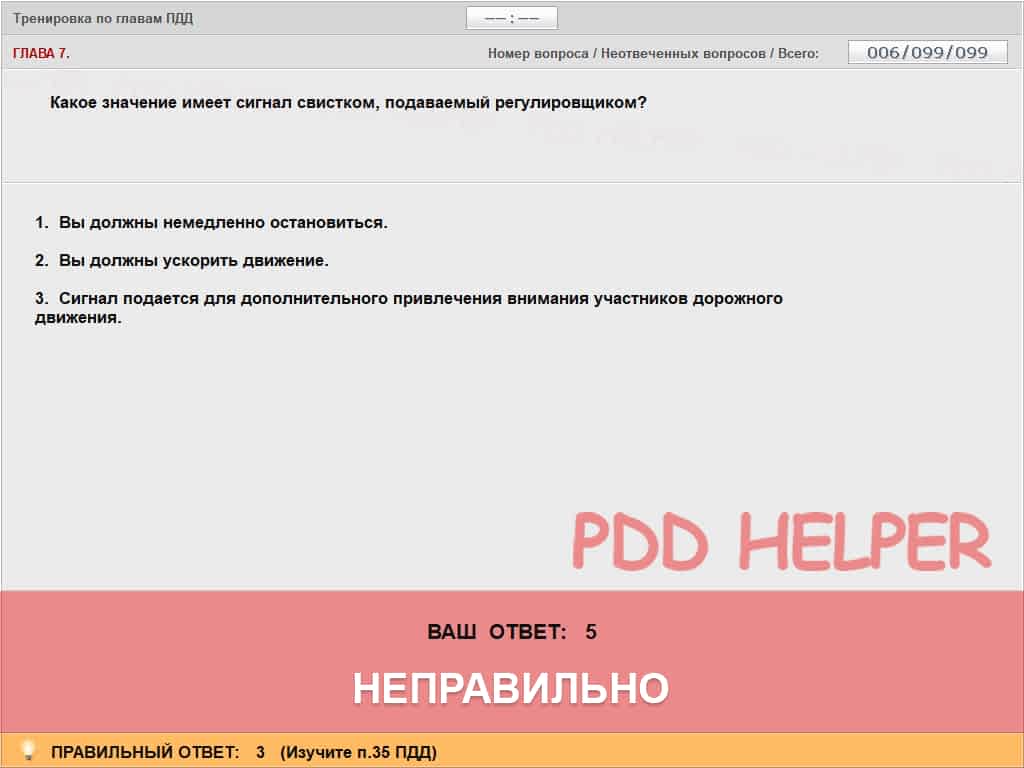 Тренировка по главам ПДД
–– : ––
ГЛАВА 7.
Номер вопроса / Неотвеченных вопросов / Всего:
006/099/099
Какое значение имеет сигнал свистком, подаваемый регулировщиком?
1. Вы должны немедленно остановиться.
2. Вы должны ускорить движение.
3. Сигнал подается для дополнительного привлечения внимания участников дорожного
движения.
PDD HELPER
ВАШ ОТВЕТ: 5
НЕПРАВИЛЬНО
ПРАВИЛЬНЫЙ ОТВЕТ: 3 (Изучите п.35 ПДД)